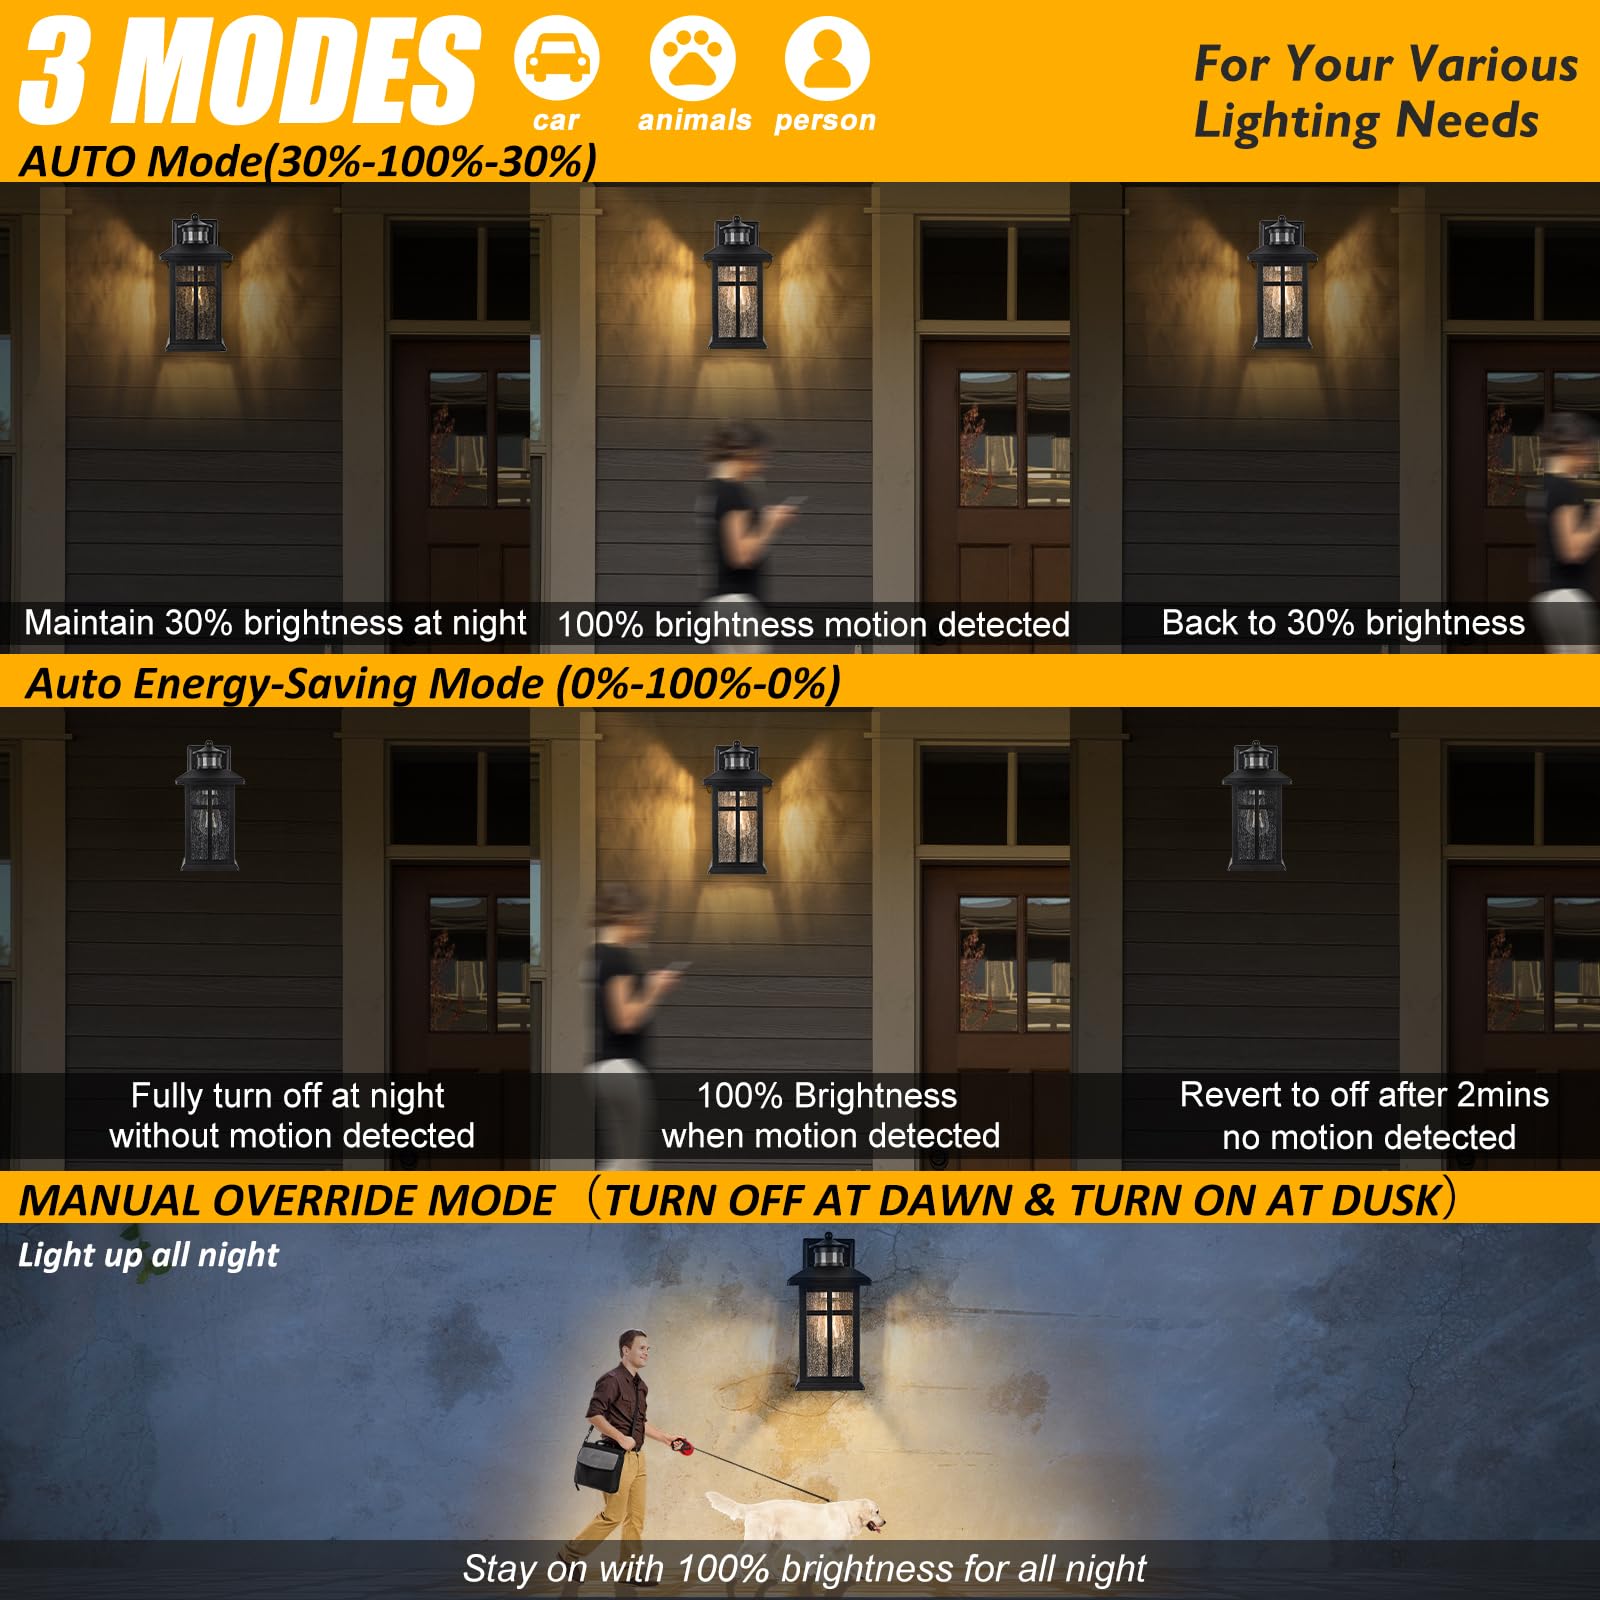 3 MODES
car
animals
person
For Your Various
Lighting Needs
AUTO Mode(30%-100%-30%)
Maintain 30% brightness at night
100% brightness motion detected
Back to 30% brightness
Auto Energy-Saving Mode (0%-100%-0%)
Fully turn off at night
without motion detected
100% Brightness
when motion detected
Revert to off after 2mins
no motion detected
MANUAL OVERRIDE MODE（TURN OFF AT DAWN & TURN ON AT DUSK）
Light up all night
Stay on with 100% brightness for all night